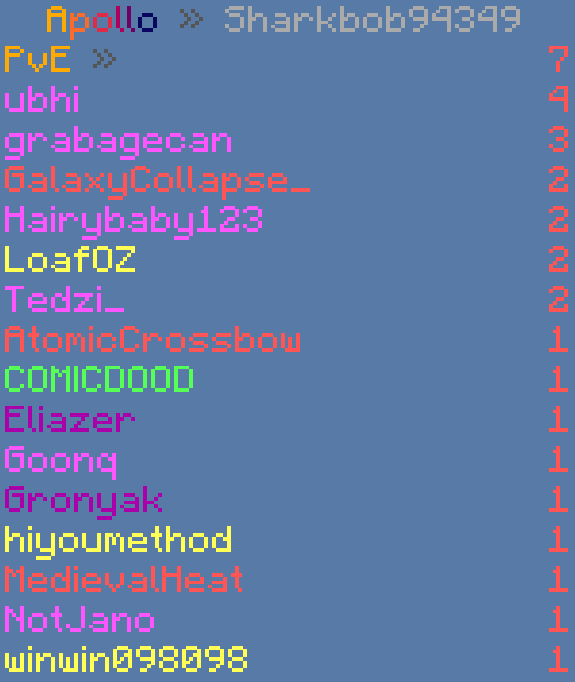 Apollo » Sharkbob94349
PvE » 7
ubhi 4
grabagecan 3
GalaxyCollapse_ 2
Hairybaby123 2
LoafOZ 2
Tedzi_ 2
AtomicCrossbow 1
COMICDOOD 1
Eliazer 1
Goonq 1
Gronyak 1
hiyoumethod 1
MedievalHeat 1
NotJano 1
winwin098098 1